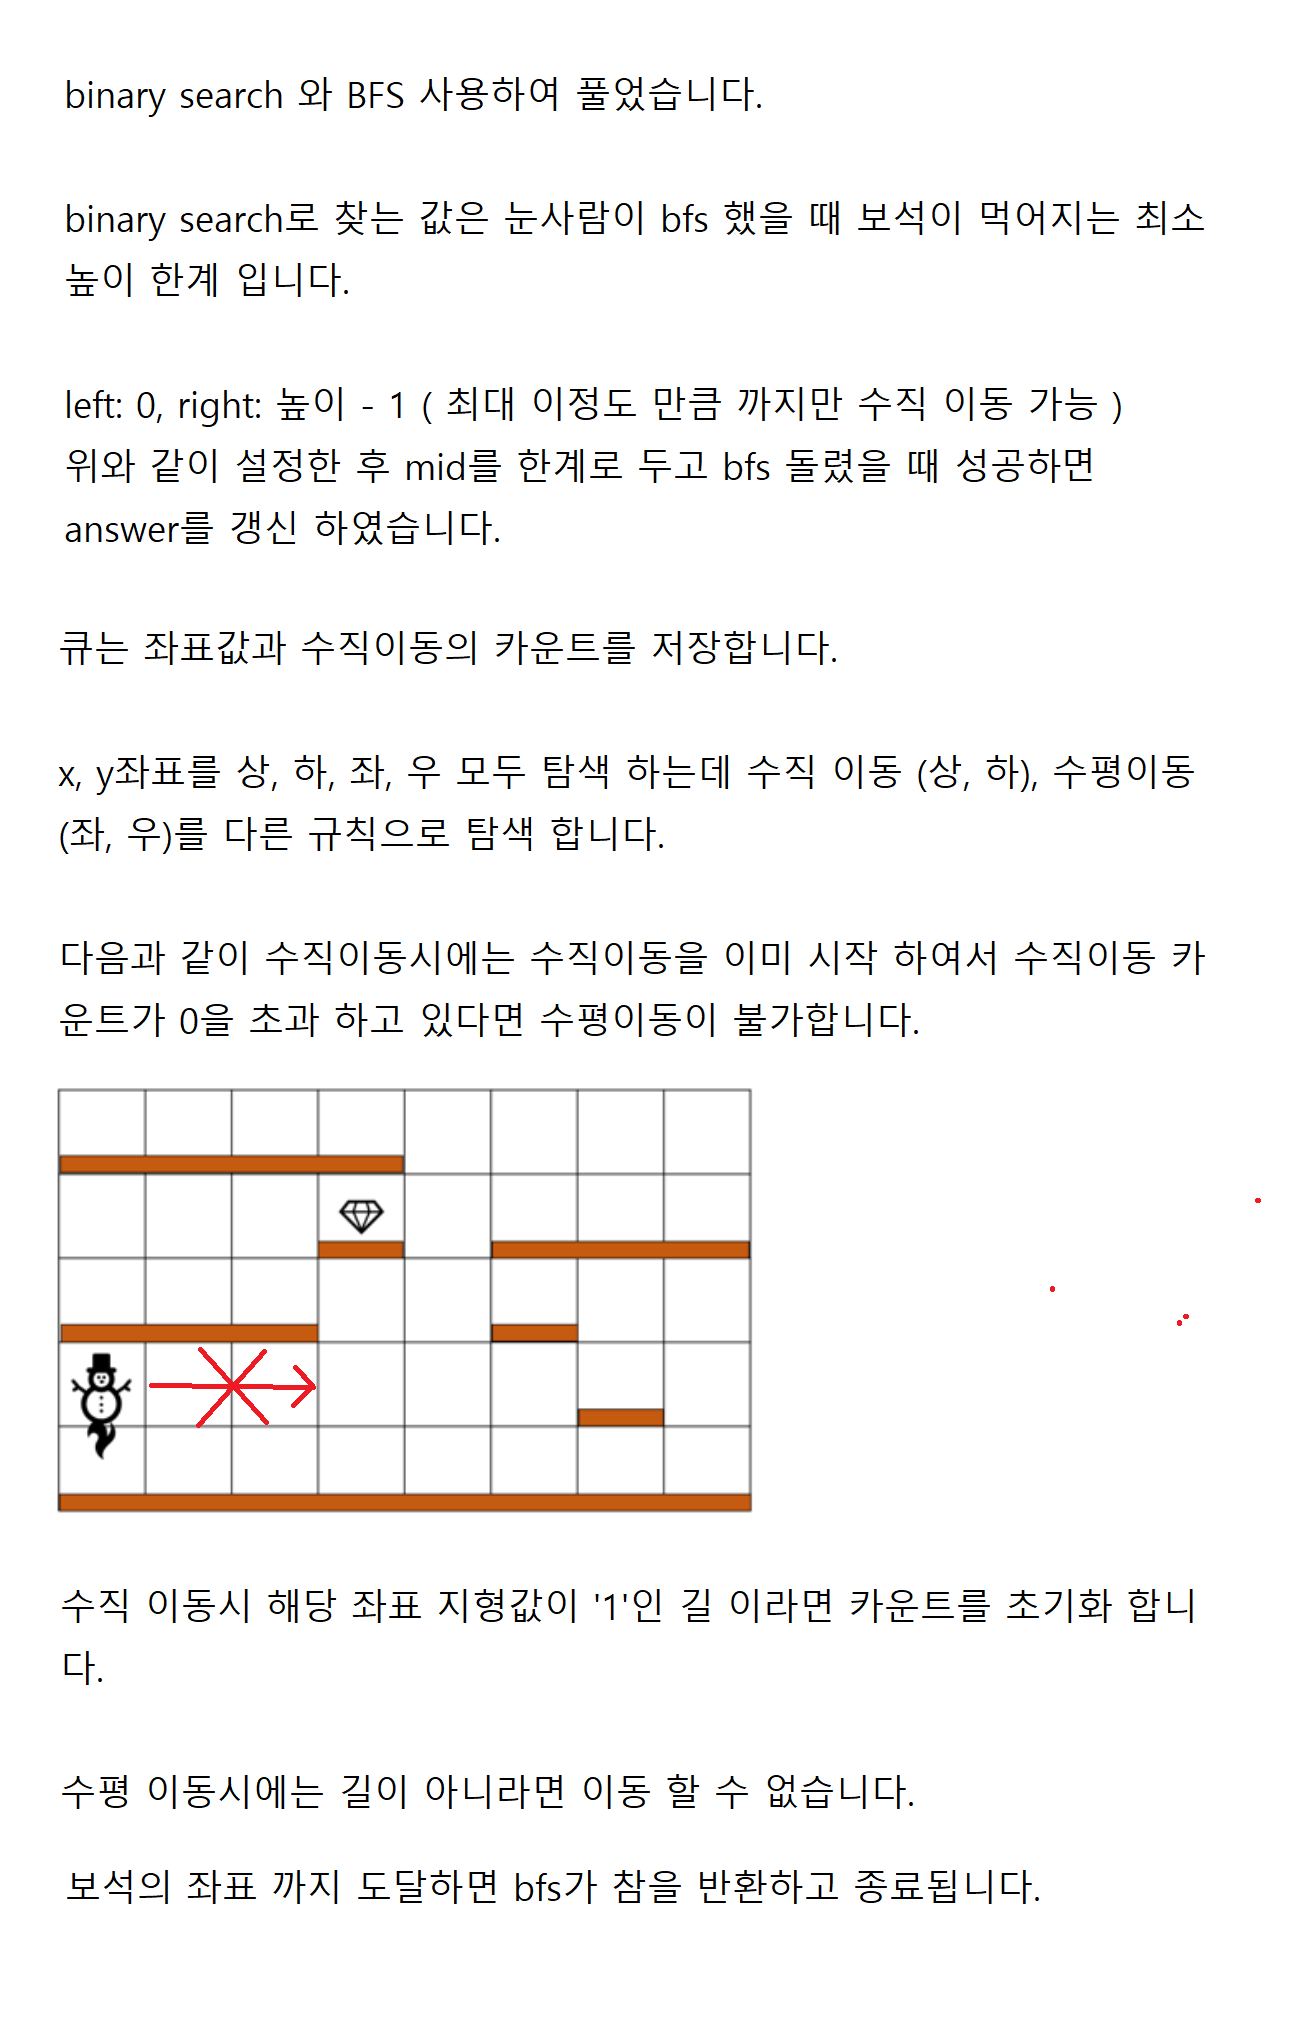 binary search 와 BFS 사용하여 풀었습니다.
binary search로 찾는 값은 눈사람이 bfs 했을 때 보석이 먹어지는 최소
높이 한계 입니다.
left: 0, right: 높이 - 1 ( 최대 이정도 만큼 까지만 수직 이동 가능 )
위와 같이 설정한 후 mid를 한계로 두고 bfs 돌렸을 때 성공하면
answer를 갱신 하였습니다.
큐는 좌표값과 수직이동의 카운트를 저장합니다.
x, y좌표를 상, 하, 좌, 우 모두 탐색 하는데 수직 이동 (상, 하), 수평이동
(좌, 우)를 다른 규칙으로 탐색 합니다.
다음과 같이 수직이동시에는 수직이동을 이미 시작 하여서 수직이동 카
운트가 0을 초과 하고 있다면 수평이동이 불가합니다.
수직 이동시 해당 좌표 지형값이 '1'인 길 이라면 카운트를 초기화 합니
다.
수평 이동시에는 길이 아니라면 이동 할 수 없습니다.
보석의 좌표 까지 도달하면 bfs가 참을 반환하고 종료됩니다.